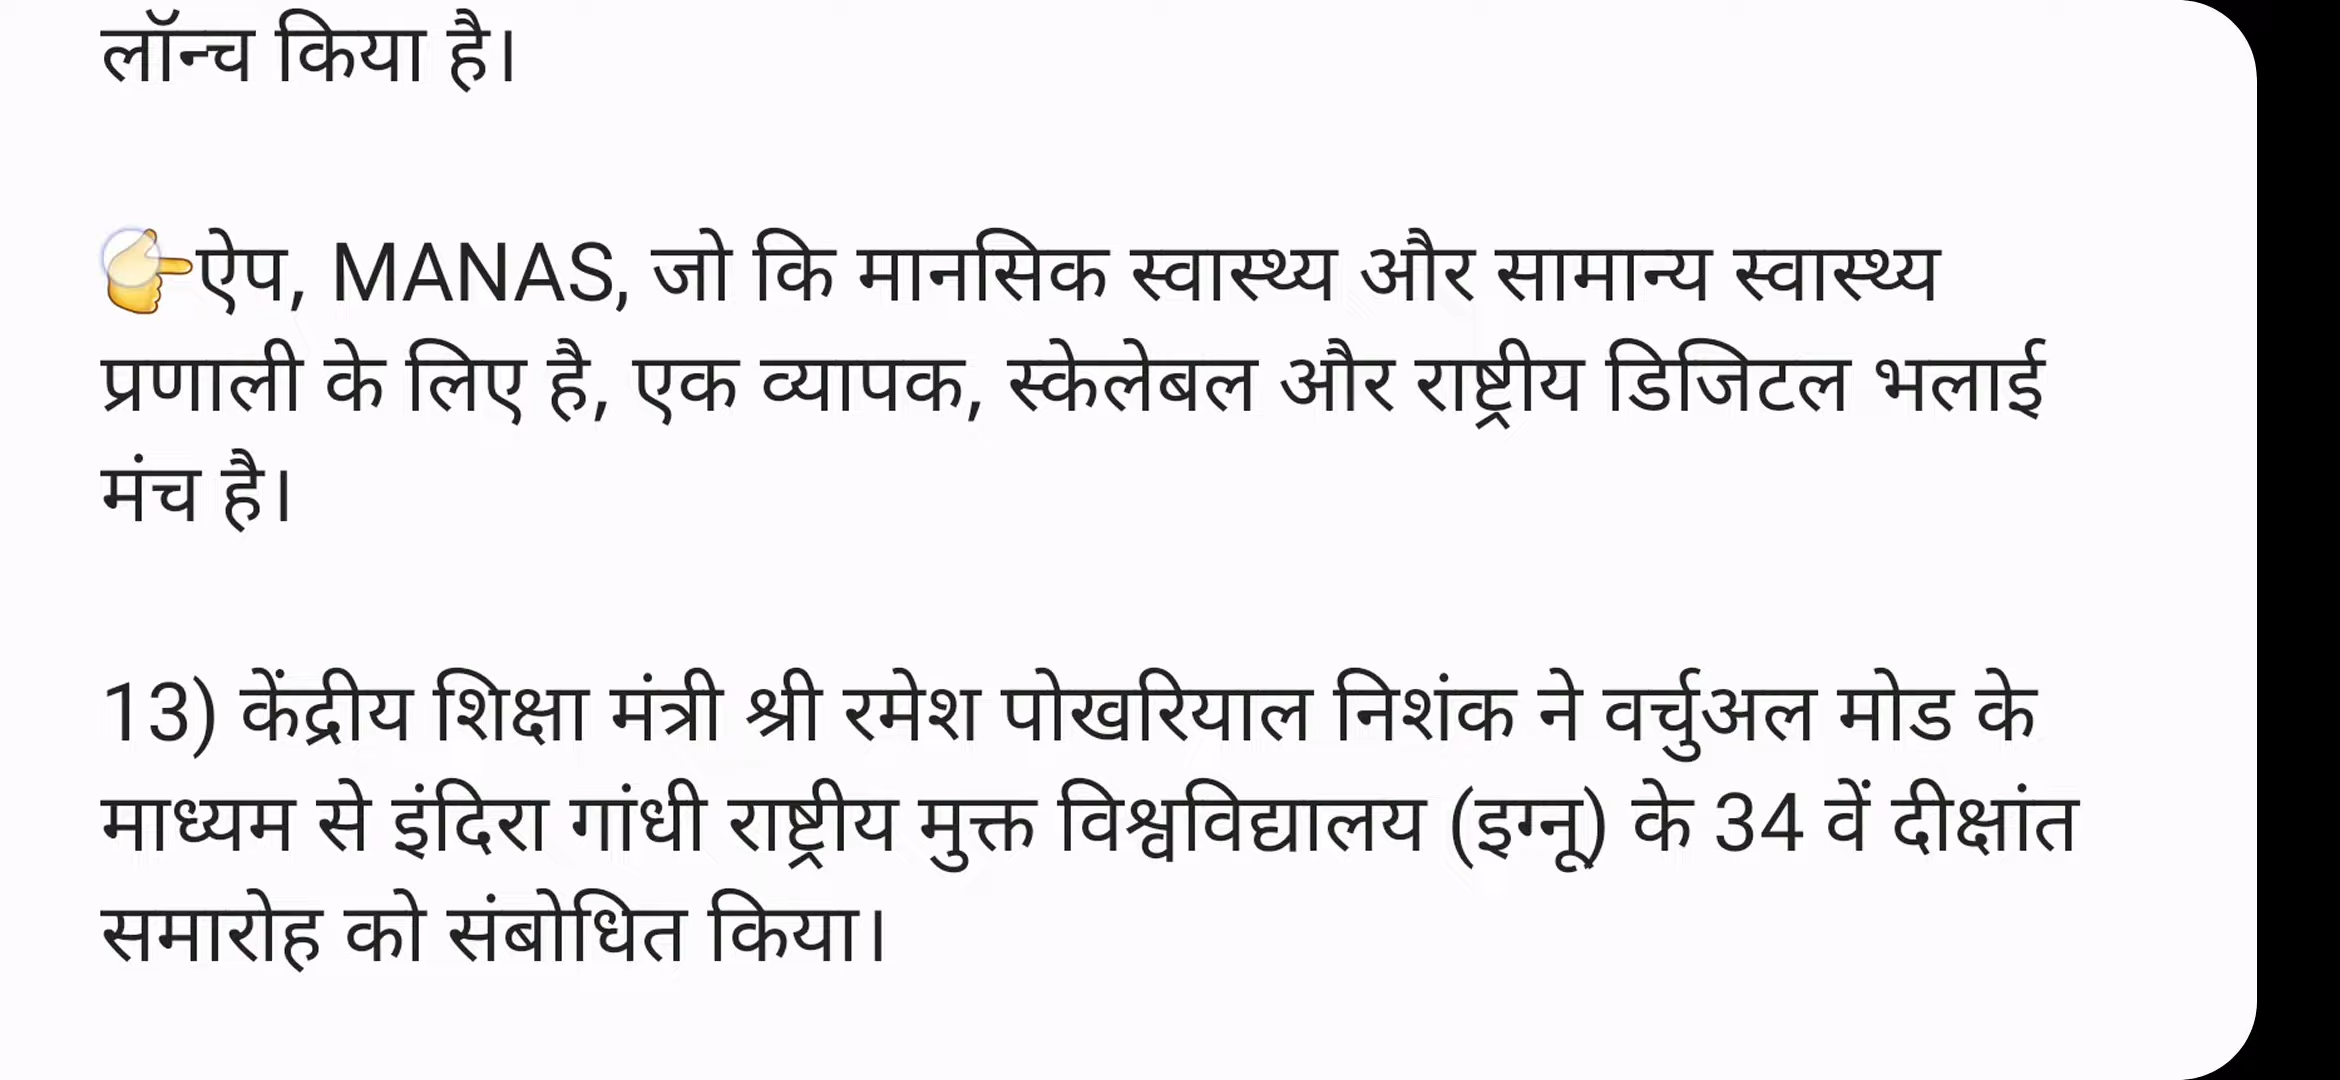 लॉन्च किया है।
👉ऐप, MANAS, जो कि मानसिक स्वास्थ्य और सामान्य स्वास्थ्य
प्रणाली के लिए है, एक व्यापक, स्केलेबल और राष्ट्रीय डिजिटल भलाई
मंच है।
13) केंद्रीय शिक्षा मंत्री श्री रमेश पोखरियाल निशंक ने वर्चुअल मोड के
माध्यम से इंदिरा गांधी राष्ट्रीय मुक्त विश्वविद्यालय (इग्नू) के 34 वें दीक्षांत
समारोह को संबोधित किया।